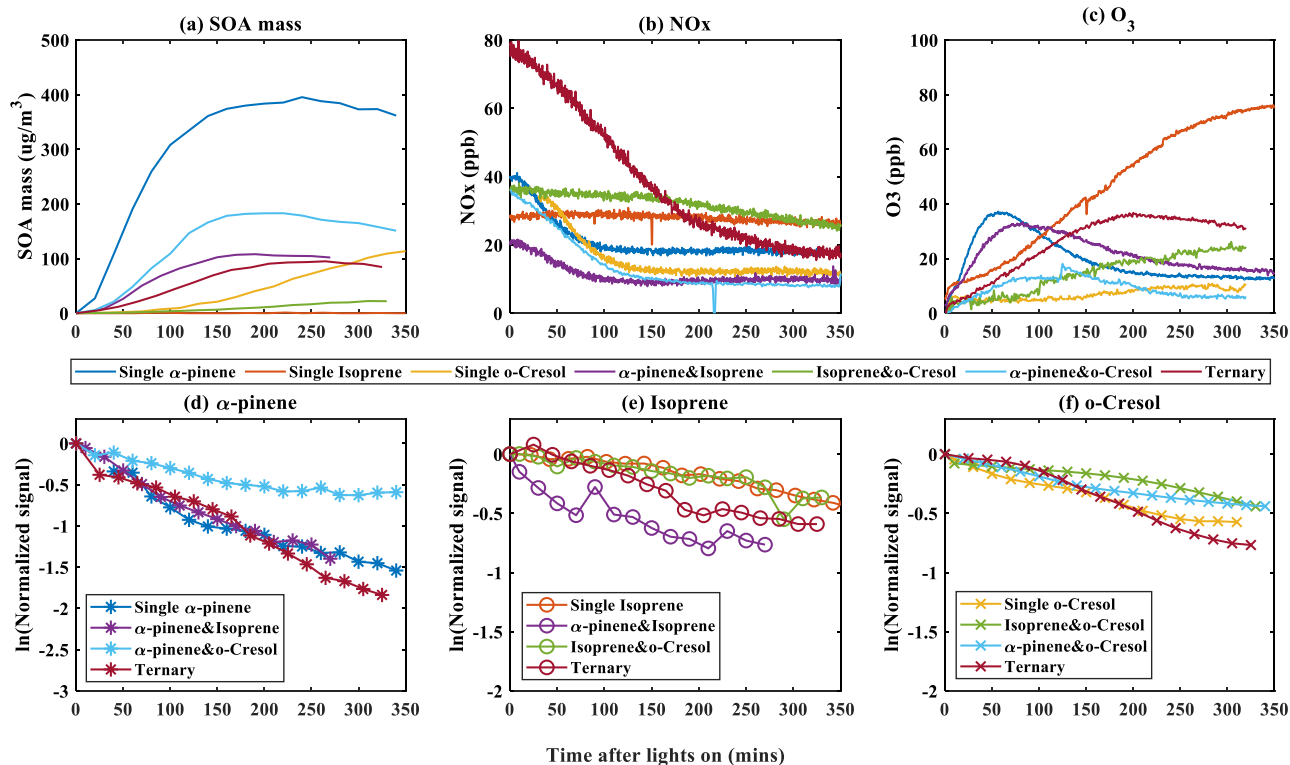 (a) SOA mass
SOA mass (ug/m³)
500
400
300
200
100
0
0 50 100 150 200 250 300 350
(b) NOx
NOx (ppb)
80
60
40
20
0
0 50 100 150 200 250 300 350
(c) O₃
O3 (ppb)
100
80
60
40
20
0
0 50 100 150 200 250 300 350
Single α-pinene Single Isoprene Single o-Cresol α-pinene&Isoprene Isoprene&o-Cresol α-pinene&o-Cresol Ternary
(d) α-pinene
ln(Normalized signal)
0
-0.5
-1
-1.5
-2
-2.5
-3
Single α-pinene
α-pinene&Isoprene
α-pinene&o-Cresol
Ternary
0 50 100 150 200 250 300 350
(e) Isoprene
ln(Normalized signal)
0
-0.5
-1
-1.5
-2
Single Isoprene
α-pinene&Isoprene
Isoprene&o-Cresol
Ternary
0 50 100 150 200 250 300 350
(f) o-Cresol
ln(Normalized signal)
0
-0.5
-1
-1.5
-2
Single o-Cresol
Isoprene&o-Cresol
α-pinene&o-Cresol
Ternary
0 50 100 150 200 250 300 350
Time after lights on (mins)